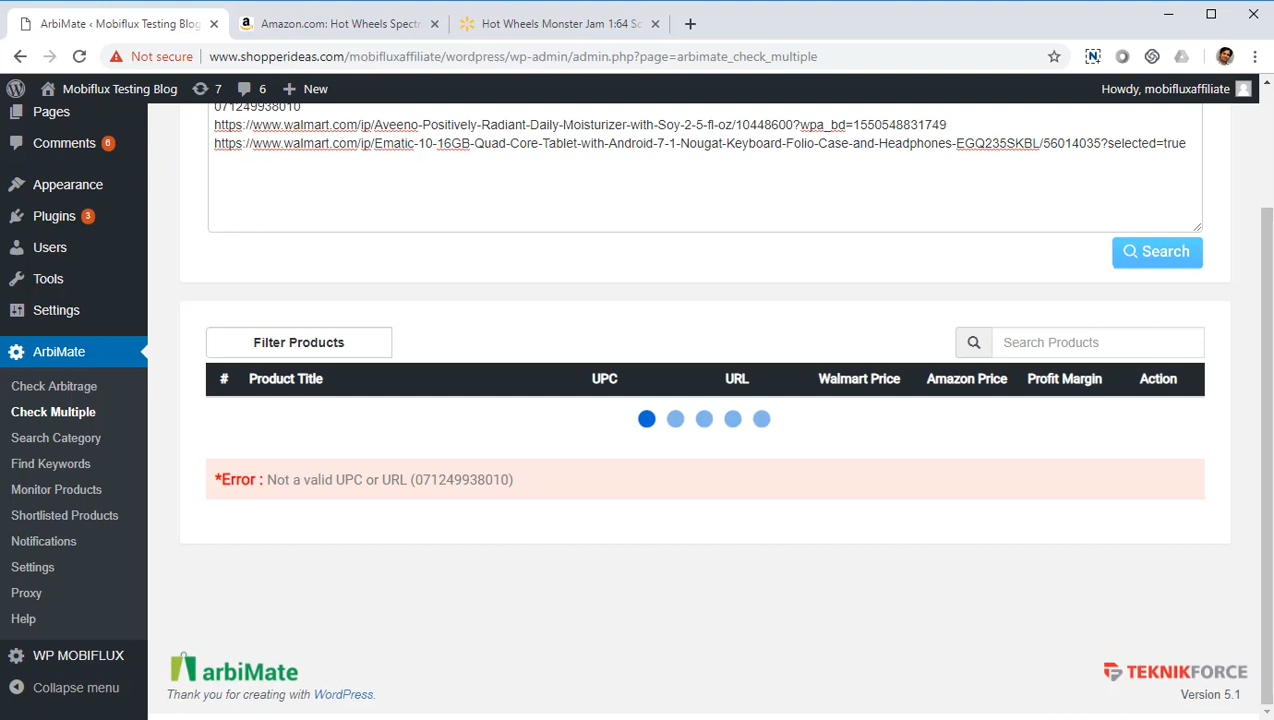 ArbiMate ‹ Mobiflux Testing Blog
Amazon.com: Hot Wheels Spectr
Hot Wheels Monster Jam 1:64 Sc
Not secure
www.shopperideas.com/mobifluxaffiliate/wordpress/wp-admin/admin.php?page=arbimate_check_multiple
Mobiflux Testing Blog
7
6
New
Howdy, mobifluxaffiliate
Pages
Comments 6
Appearance
Plugins 3
Users
Tools
Settings
ArbiMate
Check Arbitrage
Check Multiple
Search Category
Find Keywords
Monitor Products
Shortlisted Products
Notifications
Settings
Proxy
Help
WP MOBIFLUX
Collapse menu
071249938010
https://www.walmart.com/ip/Aveeno-Positively-Radiant-Daily-Moisturizer-with-Soy-2-5-fl-oz/10448600?wpa_bd=1550548831749
https://www.walmart.com/ip/Ematic-10-16GB-Quad-Core-Tablet-with-Android-7-1-Nougat-Keyboard-Folio-Case-and-Headphones-EGQ235SKBL/56014035?selected=true
Search
Filter Products
Search Products
# Product Title UPC URL Walmart Price Amazon Price Profit Margin Action
*Error : Not a valid UPC or URL (071249938010)
arbiMate
TEKNIKFORCE
Thank you for creating with WordPress.
Version 5.1